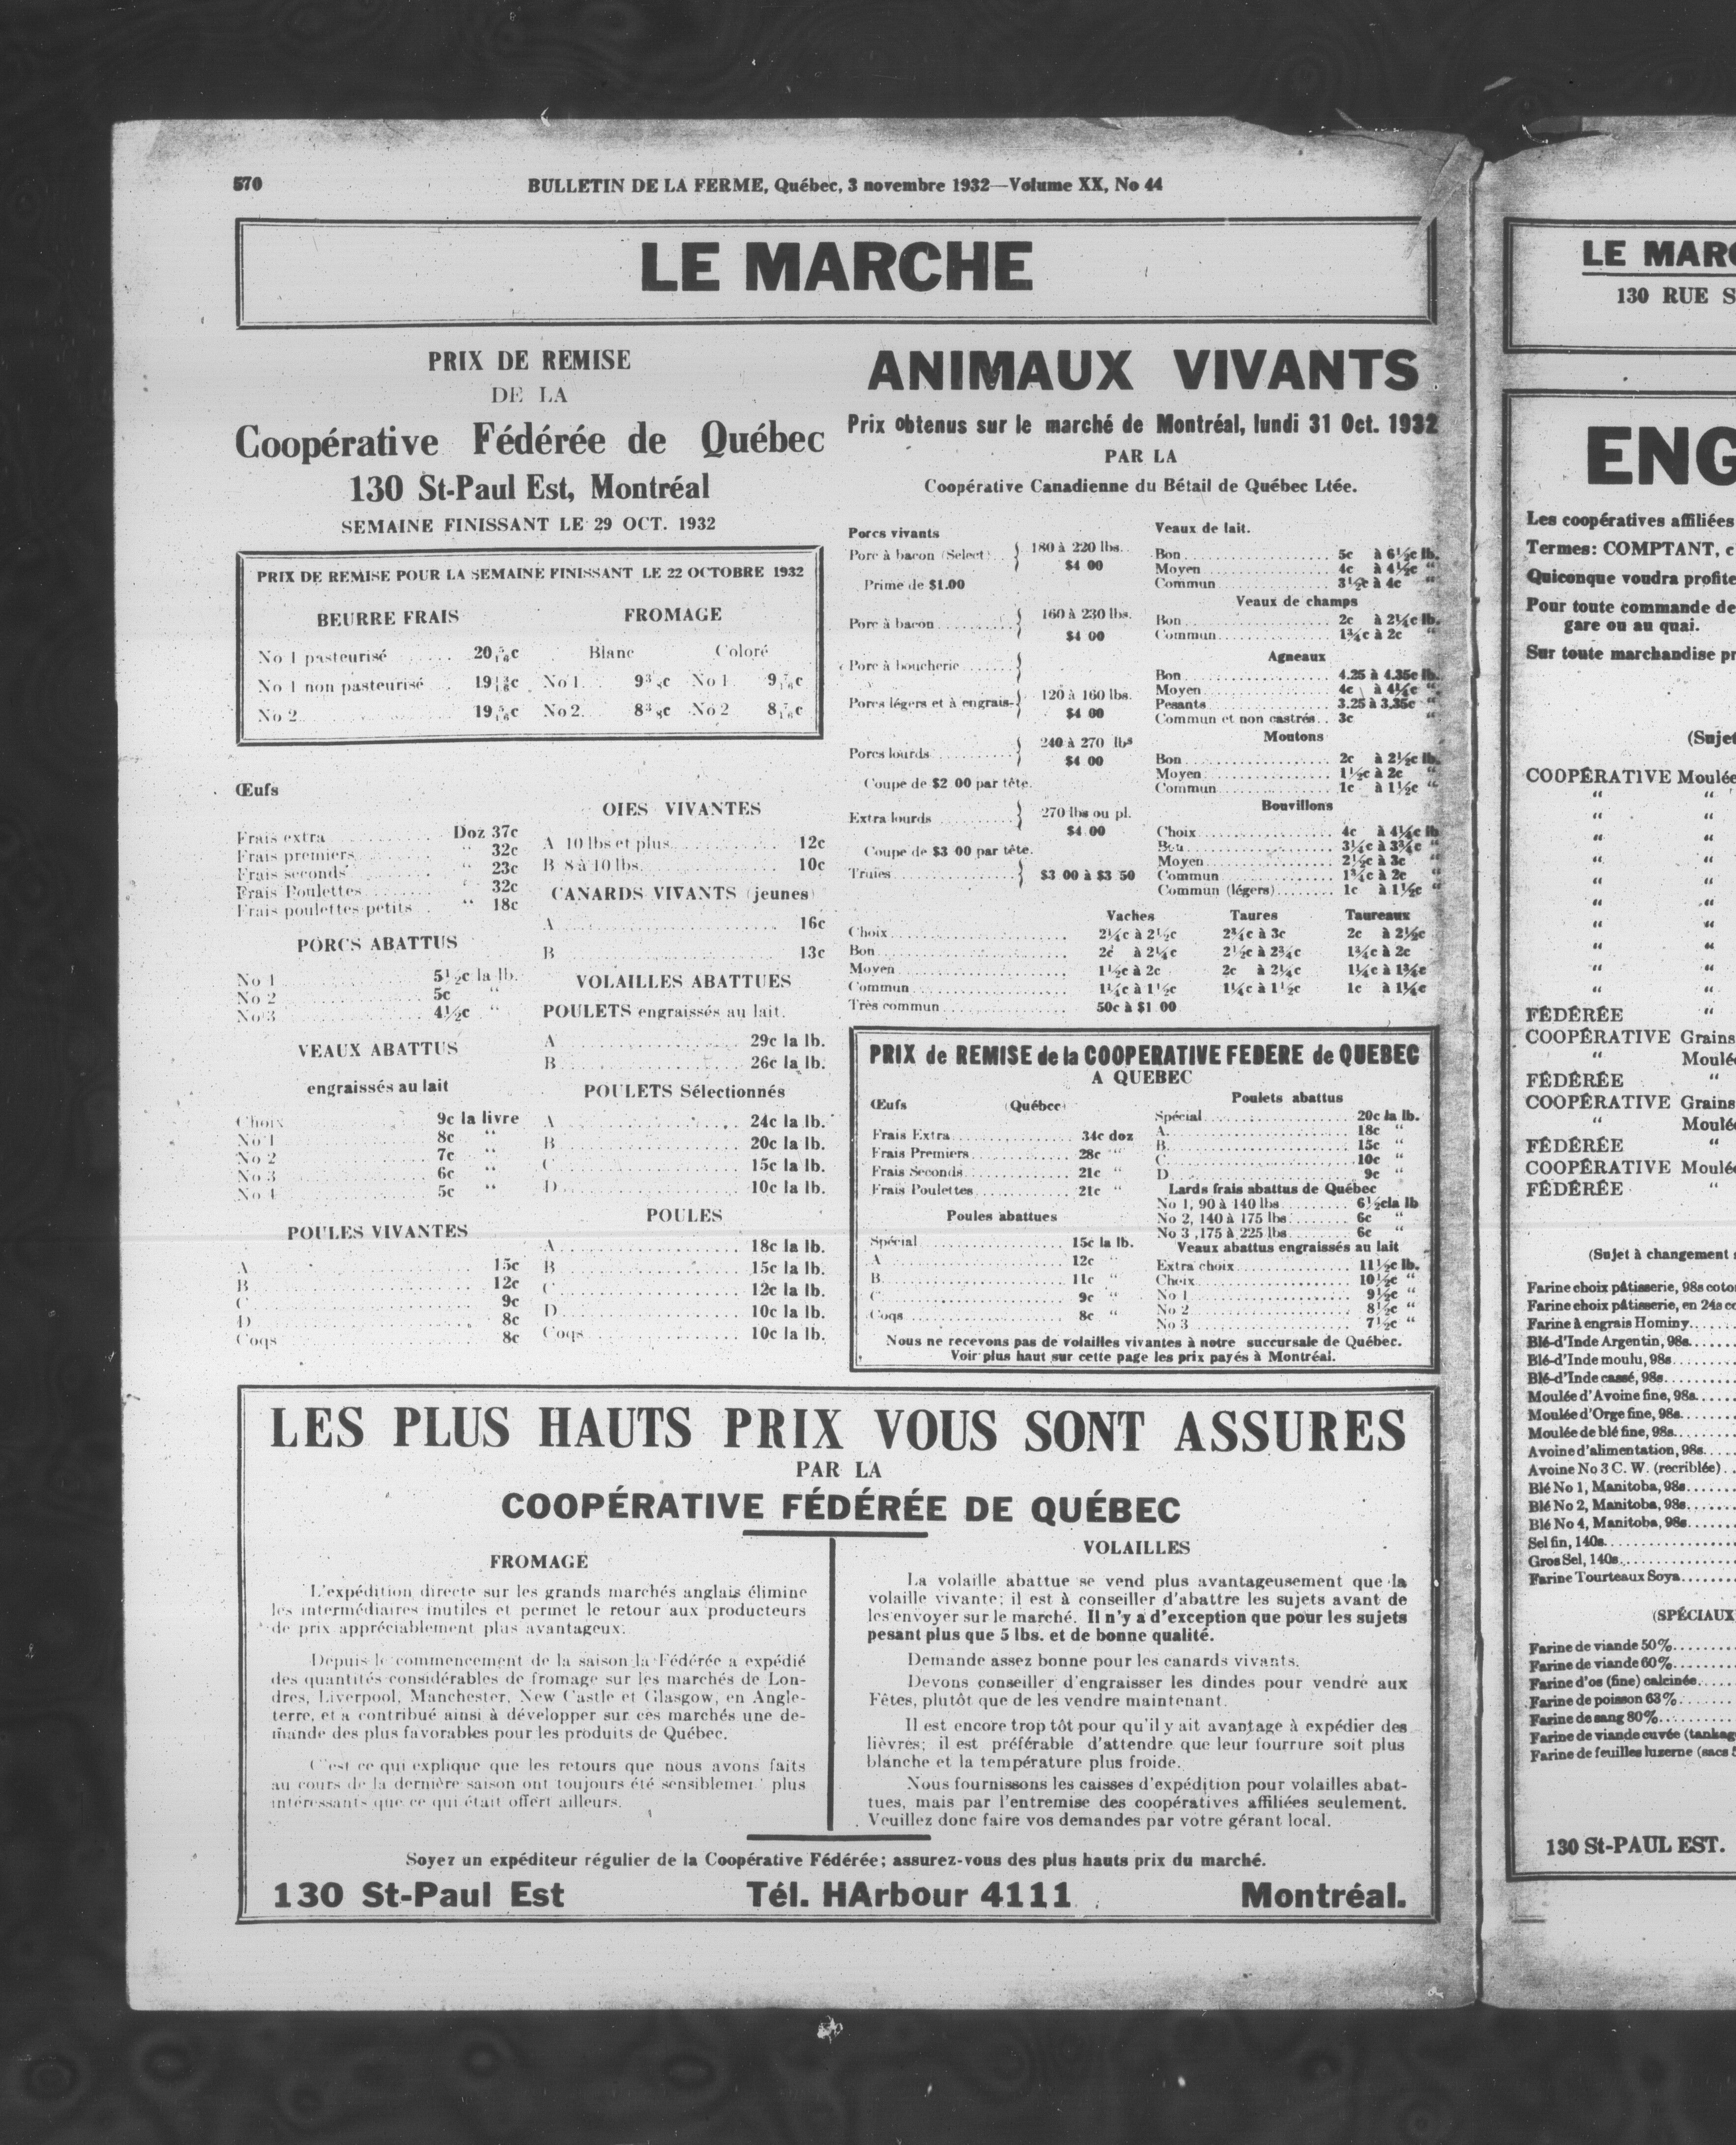 570
BULLETIN DE LA FERME, Québec, 3 novembre 1932—Volume XX, No 44
LE MARCHE
PRIX DE REMISE
DE LA
Coopérative Fédérée de Québec
130 St-Paul Est, Montréal
SEMAINE FINISSANT LE 29 OCT. 1932
PRIX DE REMISE POUR LA SEMAINE FINISSANT LE 22 OCTOBRE 1932
BEURRE FRAIS FROMAGE
No 1 pasteurisé Blanc Coloré
No 1 non pasteurisé No 1 9 3/8c No 1
No 2 No 2 8 3/8c No 2
Œufs
Frais extra Doz 37c
Frais premiers “ 32c
Frais seconds “ 23c
Frais Poulettes “ 32c
Frais poulettes petits “ 18c
PORCS ABATTUS
No 1 5½c la lb.
No 2 5c “
No 3 4½c “
VEAUX ABATTUS
engraissés au lait
Choix 9c la livre
No 1 8c “
No 2 7c “
No 3 6c “
No 4 5c “
POULES VIVANTES
A 15c
B 12c
C 9c
D 8c
Coqs 8c
OIES VIVANTES
A 10 lbs et plus 12c
B 8 à 10 lbs. 10c
CANARDS VIVANTS (jeunes)
A 16c
B 13c
VOLAILLES ABATTUES
POULETS engraissés au lait.
A 29c la lb.
B 26c la lb.
POULETS Sélectionnés
A 24c la lb.
B 20c la lb.
C 15c la lb.
D 10c la lb.
POULES
A 18c la lb.
B 15c la lb.
C 12c la lb.
D 10c la lb.
Coqs 10c la lb.
ANIMAUX VIVANTS
Prix obtenus sur le marché de Montréal, lundi 31 Oct. 1932
PAR LA
Coopérative Canadienne du Bétail de Québec Ltée.
Porcs vivants
Porc à bacon (Select) } 180 à 220 lbs.
$4 00
Prime de $1.00
Porc à bacon } 160 à 230 lbs.
$4 00
Porc à boucherie }
Porcs légers et à engrais } 120 à 160 lbs.
$4 00
Porcs lourds } 240 à 270 lbs
$4 00
Coupe de $2 00 par tête.
Extra lourds } 270 lbs ou pl.
$4.00
Coupe de $3 00 par tête.
Truies } $3 00 à $3 50
Veaux de lait.
Bon 5c à 6½c lb.
Moyen 4c à 4½c “
Commun 3½c à 4c “
Veaux de champs
Bon 2c à 2¼c lb.
Commun 1¾c à 2c “
Agneaux
Bon 4.25 à 4.35c lb.
Moyen 4c à 4¼c “
Pesants 3.25 à 3.35c “
Commun et non castrés 3c “
Moutons
Bon 2c à 2½c lb.
Moyen 1½c à 2c “
Commun 1c à 1½c “
Bouvillons
Choix 4c à 4¼c lb
Bon 3¼c à 3¾c “
Moyen 2½c à 3c “
Commun 1¾c à 2c “
Commun (légers) 1c à 1½c “
Vaches Taures Taureaux
Choix 2¼c à 2½c 2¾c à 3c 2c à 2½c
Bon 2c à 2¼c 2½c à 2¾c 1¾c à 2c
Moyen 1½c à 2c 2c à 2¼c 1¼c à 1¾c
Commun 1¼c à 1½c 1¼c à 1½c 1c à 1¼c
Très commun 50c à $1 00
PRIX de REMISE de la COOPERATIVE FEDERE de QUEBEC
A QUEBEC
Œufs (Québec)
Frais Extra 34c doz
Frais Premiers 28c “
Frais Seconds 21c “
Frais Poulettes 21c “
Poules abattues
Spécial 15c la lb.
A 12c “
B 11c “
C 9c “
Coqs 8c “
Poulets abattus
Spécial 20c la lb.
A 18c “
B 15c “
C 10c “
D 9c “
Lards frais abattus de Québec
No 1, 90 à 140 lbs 6½cla lb
No 2, 140 à 175 lbs 6c “
No 3 ,175 à 225 lbs 6c “
Veaux abattus engraissés au lait
Extra choix 11½c lb.
Choix 10½c “
No 1 9½c “
No 2 8½c “
No 3 7½c “
Nous ne recevons pas de volailles vivantes à notre succursale de Québec.
Voir plus haut sur cette page les prix payés à Montréal.
LES PLUS HAUTS PRIX VOUS SONT ASSURES
PAR LA
COOPÉRATIVE FÉDÉRÉE DE QUÉBEC
FROMAGE
L'expédition directe sur les grands marchés anglais élimine
les intermédiaires inutiles et permet le retour aux producteurs
de prix appréciablement plus avantageux.
Depuis le commencement de la saison la Fédérée a expédié
des quantités considérables de fromage sur les marchés de Lon-
dres, Liverpool, Manchester, New Castle et Glasgow, en Angle-
terre, et a contribué ainsi à développer sur ces marchés une de-
mande des plus favorables pour les produits de Québec.
C'est ce qui explique que les retours que nous avons faits
au cours de la dernière saison ont toujours été sensiblement plus
intéressants que ce qui était offert ailleurs.
VOLAILLES
La volaille abattue se vend plus avantageusement que la
volaille vivante; il est à conseiller d'abattre les sujets avant de
les envoyer sur le marché. Il n'y a d'exception que pour les sujets
pesant plus que 5 lbs. et de bonne qualité.
Demande assez bonne pour les canards vivants.
Devons conseiller d'engraisser les dindes pour vendre aux
Fêtes, plutôt que de les vendre maintenant.
Il est encore trop tôt pour qu'il y ait avantage à expédier des
lièvres; il est préférable d'attendre que leur fourrure soit plus
blanche et la température plus froide.
Nous fournissons les caisses d'expédition pour volailles abat-
tues, mais par l'entremise des coopératives affiliées seulement.
Veuillez donc faire vos demandes par votre gérant local.
Soyez un expéditeur régulier de la Coopérative Fédérée; assurez-vous des plus hauts prix du marché.
130 St-Paul Est Tél. HArbour 4111 Montréal.
LE MARC
130 RUE S
ENG
Les coopératives affiliées
Termes: COMPTANT, c
Quiconque voudra profite
Pour toute commande de
gare ou au quai.
Sur toute marchandise pr
(Sujet
COOPÉRATIVE Moulée
“ “
“ “
“ “
“ “
“ “
“ “
“ “
“ “
“ “
“ “
FÉDÉRÉE “
COOPÉRATIVE Grains
“ Moulée
FÉDÉRÉE “
COOPÉRATIVE Grains
“ Moulée
FÉDÉRÉE “
COOPÉRATIVE Moulée
FÉDÉRÉE “
(Sujet à changement
Farine choix pâtisserie, 98s coton
Farine choix pâtisserie, en 24s co
Farine à engrais Hominy
Blé-d'Inde Argentin, 98s
Blé-d'Inde moulu, 98s
Blé-d'Inde cassé, 98s
Moulée d'Avoine fine, 98s
Moulée d'Orge fine, 98s
Moulée de blé fine, 98s
Avoine d'alimentation, 98s
Avoine No 3 C. W. (recriblée)
Blé No 1, Manitoba, 98s
Blé No 2, Manitoba, 98s
Blé No 4, Manitoba, 98s
Sel fin, 140s
Gros Sel, 140s
Farine Tourteaux Soya
(SPÉCIAUX
Farine de viande 50%
Farine de viande 60%
Farine d'os (fine) calcinée
Farine de poisson 63%
Farine de sang 80%
Farine de viande cuvée (tankag
Farine de feuilles luzerne (sacs 5
130 St-PAUL EST.